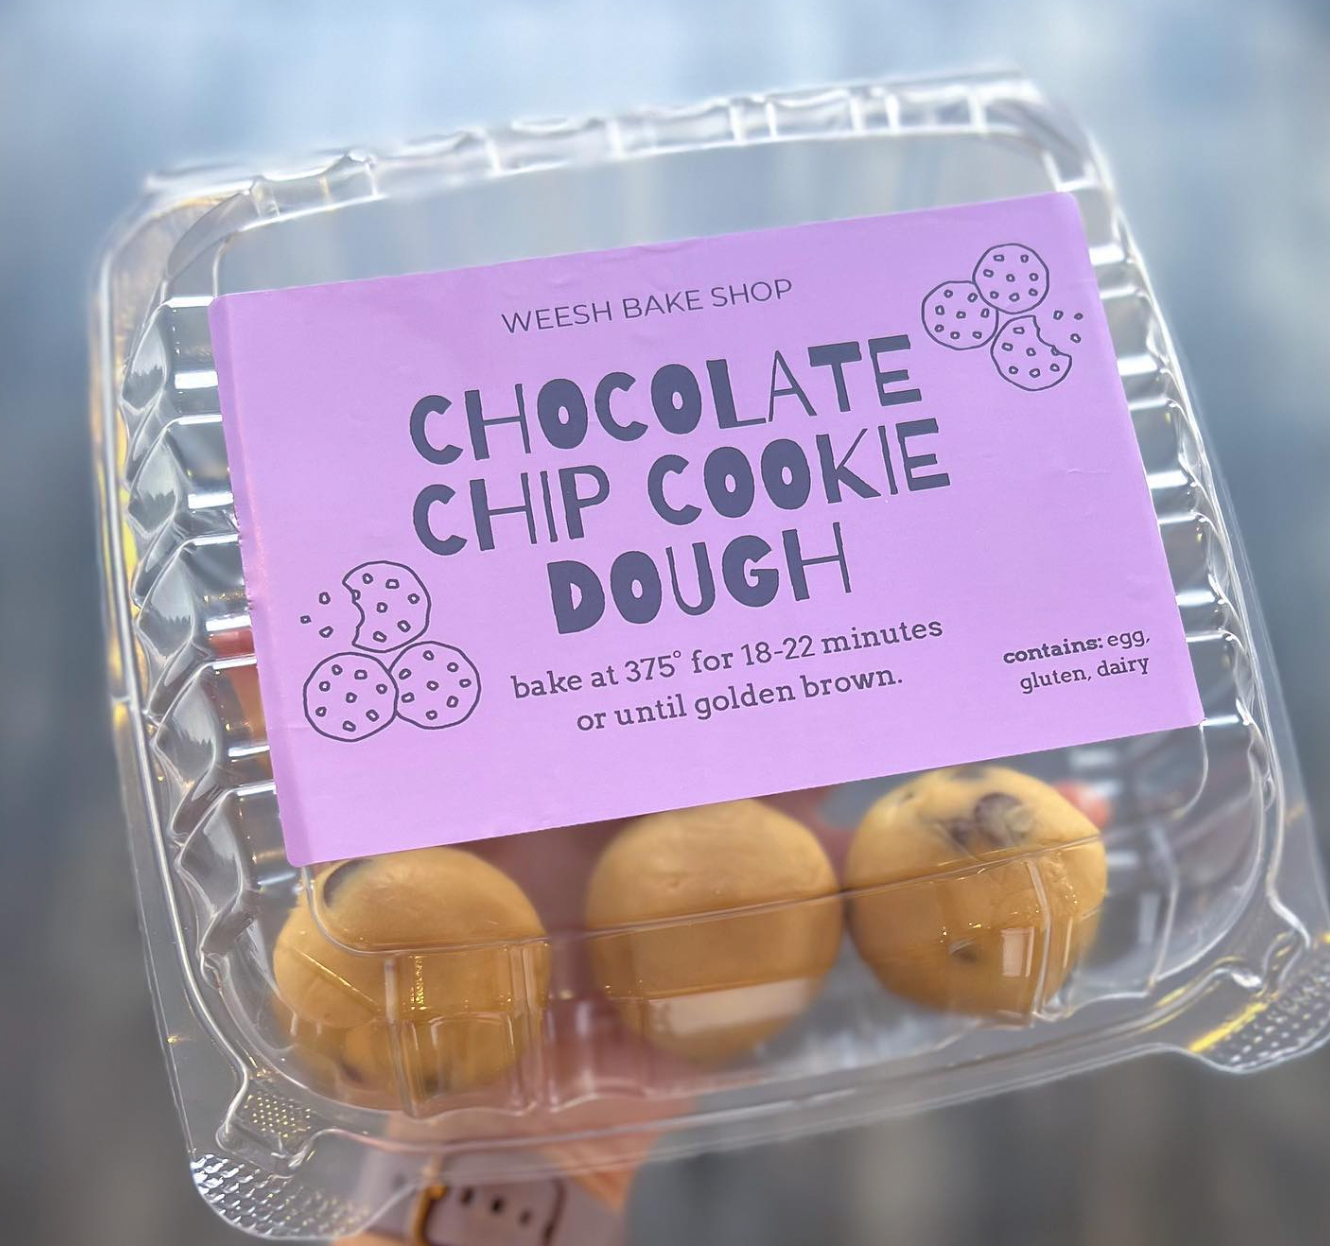 WEESH BAKE SHOP
CHOCOLATE
CHIP COOKIE
DOUGH
bake at 375° for 18-22 minutes
or until golden brown.
contains: egg,
gluten, dairy